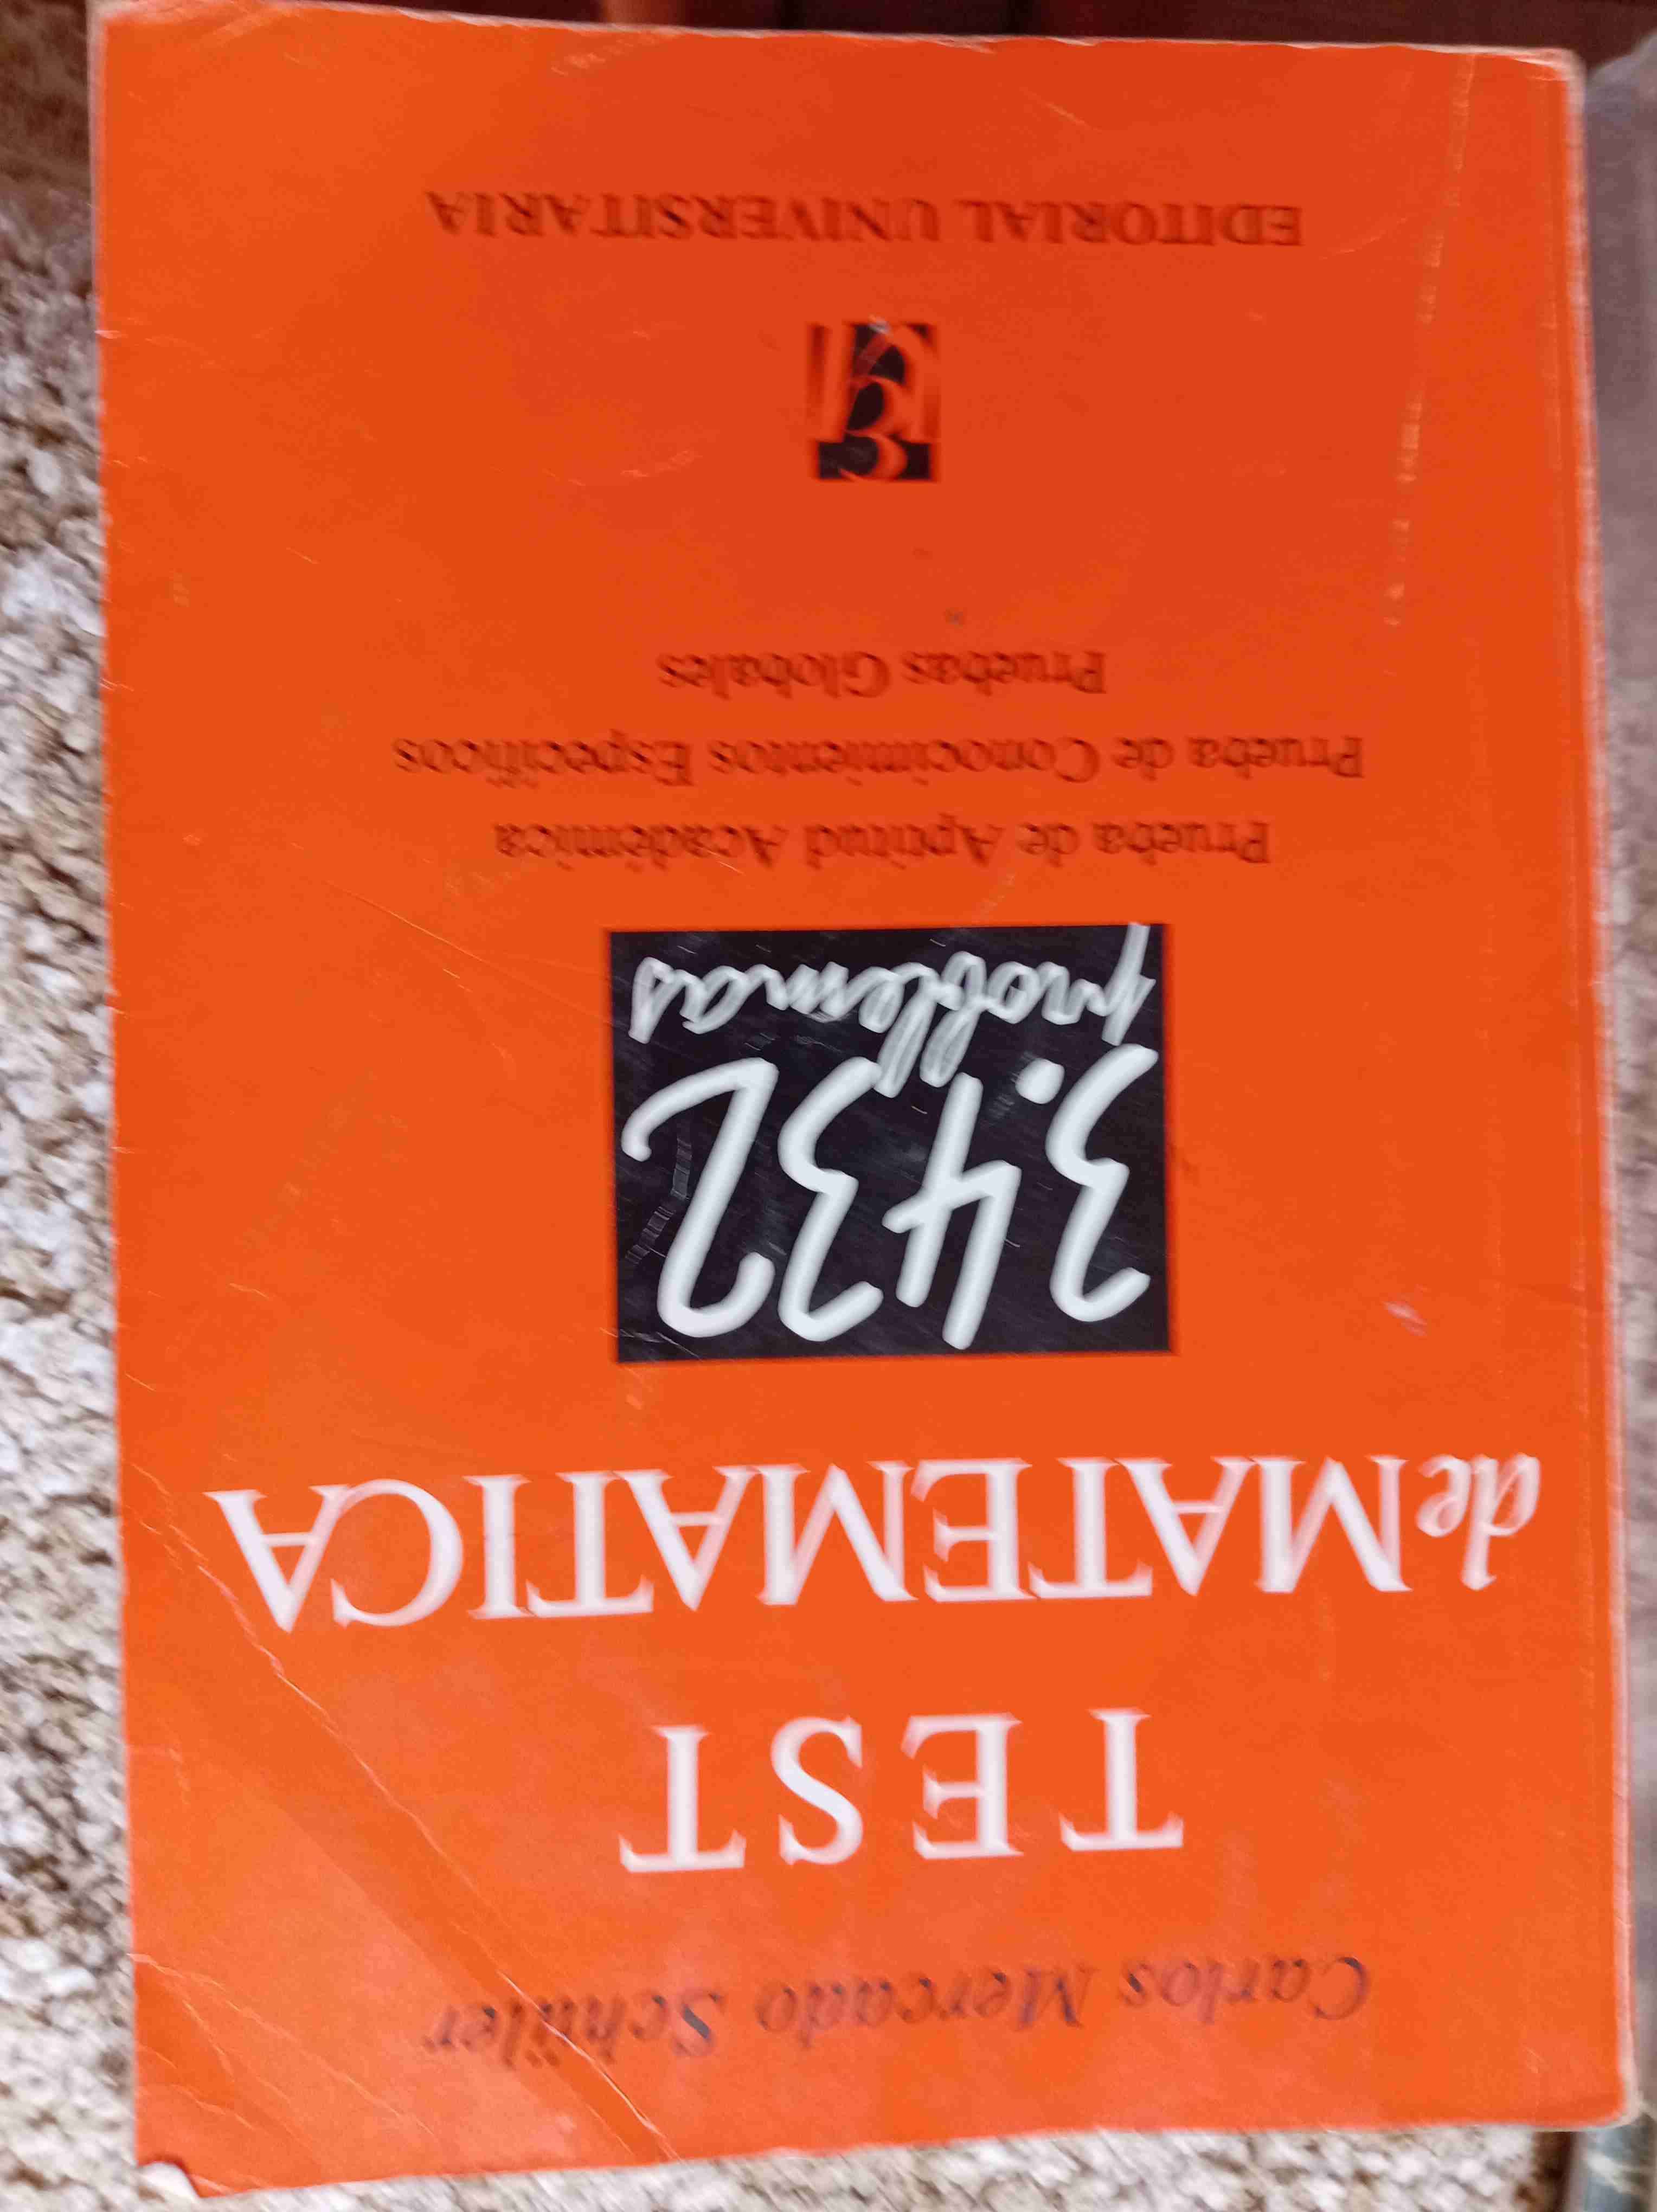 Carlos Mercado Schüler
TEST
de MATEMATICA
3.432
problemas
Prueba de Aptitud Académica
Prueba de Conocimientos Específicos
Pruebas Globales
EDITORIAL UNIVERSITARIA